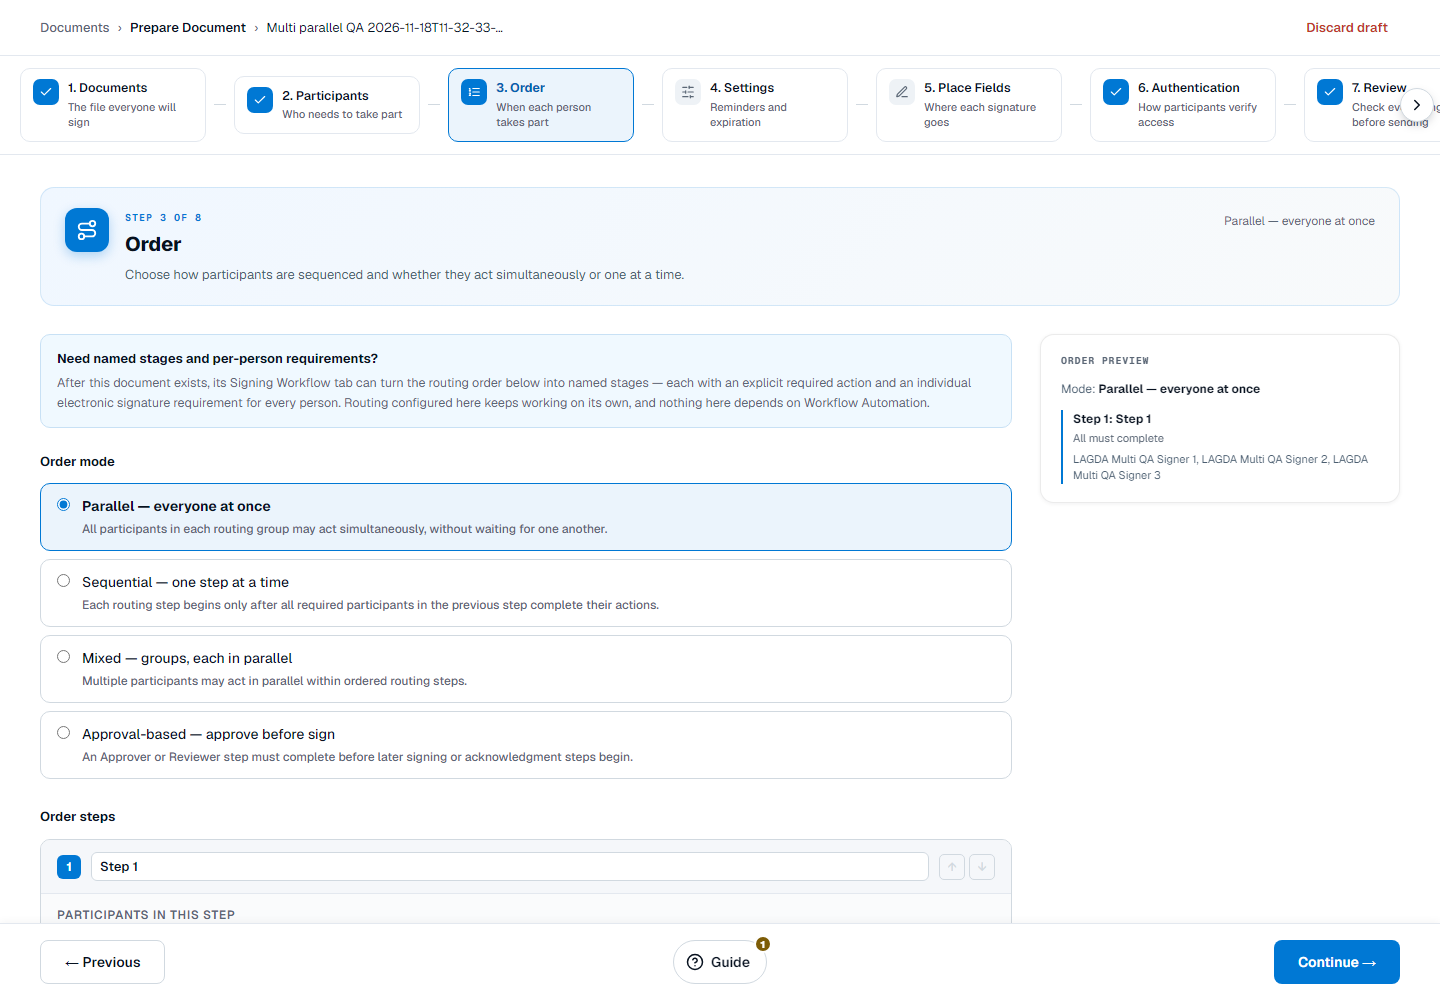 Documents › Prepare Document › Multi parallel QA 2026-11-18T11-32-33-...
Discard draft
1. Documents
The file everyone will
sign
2. Participants
Who needs to take part
3. Order
When each person
takes part
4. Settings
Reminders and
expiration
5. Place Fields
Where each signature
goes
6. Authentication
How participants verify
access
7. Review
before sending
STEP 3 OF 8
Order
Choose how participants are sequenced and whether they act simultaneously or one at a time.
Parallel — everyone at once
Need named stages and per-person requirements?
After this document exists, its Signing Workflow tab can turn the routing order below into named stages — each with an explicit required action and an individual
electronic signature requirement for every person. Routing configured here keeps working on its own, and nothing here depends on Workflow Automation.
Order mode
Parallel — everyone at once
All participants in each routing group may act simultaneously, without waiting for one another.
Sequential — one step at a time
Each routing step begins only after all required participants in the previous step complete their actions.
Mixed — groups, each in parallel
Multiple participants may act in parallel within ordered routing steps.
Approval-based — approve before sign
An Approver or Reviewer step must complete before later signing or acknowledgment steps begin.
Order steps
1
Step 1
PARTICIPANTS IN THIS STEP
ORDER PREVIEW
Mode: Parallel — everyone at once
Step 1: Step 1
All must complete
LAGDA Multi QA Signer 1, LAGDA Multi QA Signer 2, LAGDA
Multi QA Signer 3
← Previous
Guide
1
Continue →